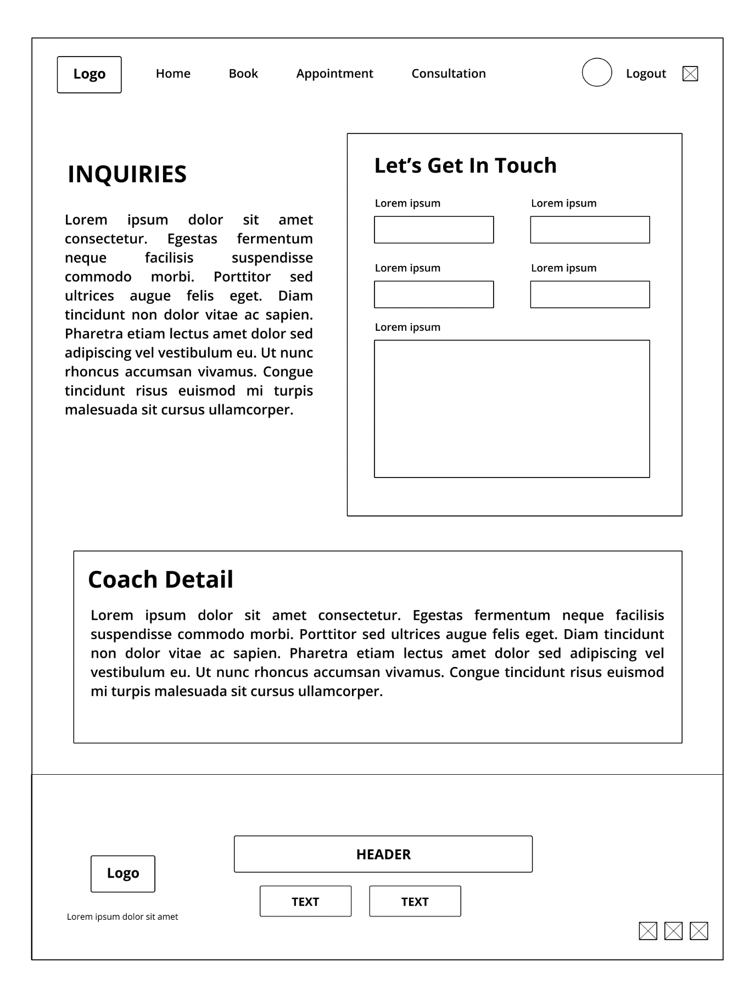 Logo
Home
Book
Appointment
Consultation
Logout
INQUIRIES
Lorem ipsum dolor sit amet
consectetur. Egestas fermentum
neque facilisis suspendisse
commodo morbi. Porttitor sed
ultrices augue felis eget. Diam
tincidunt non dolor vitae ac sapien.
Pharetra etiam lectus amet dolor sed
adipiscing vel vestibulum eu. Ut nunc
rhoncus accumsan vivamus. Congue
tincidunt risus euismod mi turpis
malesuada sit cursus ullamcorper.
Let’s Get In Touch
Lorem ipsum
Lorem ipsum
Lorem ipsum
Lorem ipsum
Lorem ipsum
Coach Detail
Lorem ipsum dolor sit amet consectetur. Egestas fermentum neque facilisis
suspendisse commodo morbi. Porttitor sed ultrices augue felis eget. Diam tincidunt
non dolor vitae ac sapien. Pharetra etiam lectus amet dolor sed adipiscing vel
vestibulum eu. Ut nunc rhoncus accumsan vivamus. Congue tincidunt risus euismod
mi turpis malesuada sit cursus ullamcorper.
Logo
Lorem ipsum dolor sit amet
HEADER
TEXT
TEXT